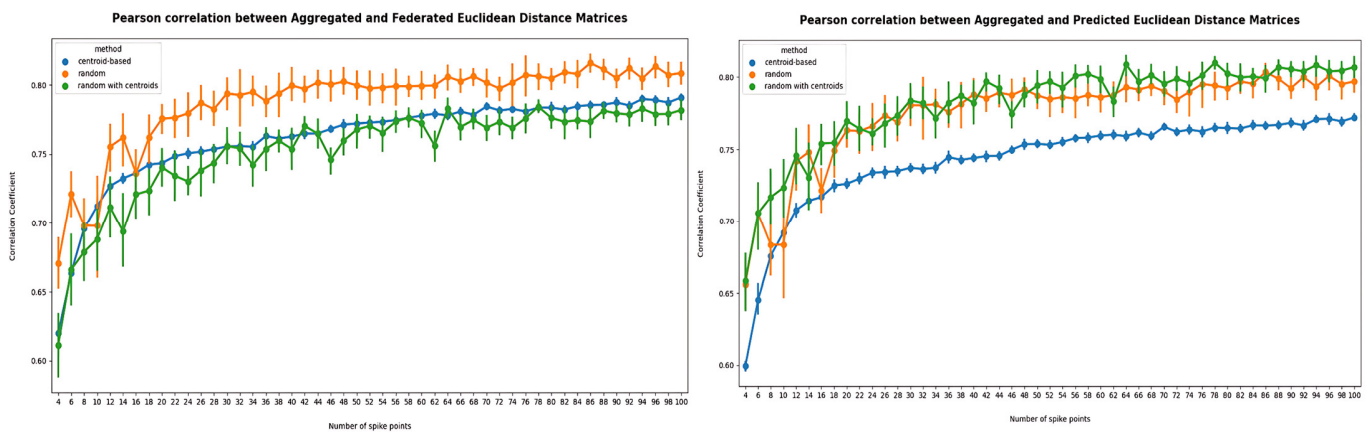 Pearson correlation between Aggregated and Federated Euclidean Distance Matrices
method
centroid-based
random
random with centroids
Correlation Coefficient
0.80
0.75
0.70
0.65
0.60
4 6 8 10 12 14 16 18 20 22 24 26 28 30 32 34 36 38 40 42 44 46 48 50 52 54 56 58 60 62 64 66 68 70 72 74 76 78 80 82 84 86 88 90 92 94 96 98 100
Number of spike points
Pearson correlation between Aggregated and Predicted Euclidean Distance Matrices
method
centroid-based
random
random with centroids
Correlation Coefficient
0.80
0.75
0.70
0.65
0.60
4 6 8 10 12 14 16 18 20 22 24 26 28 30 32 34 36 38 40 42 44 46 48 50 52 54 56 58 60 62 64 66 68 70 72 74 76 78 80 82 84 86 88 90 92 94 96 98 100
Number of spike points